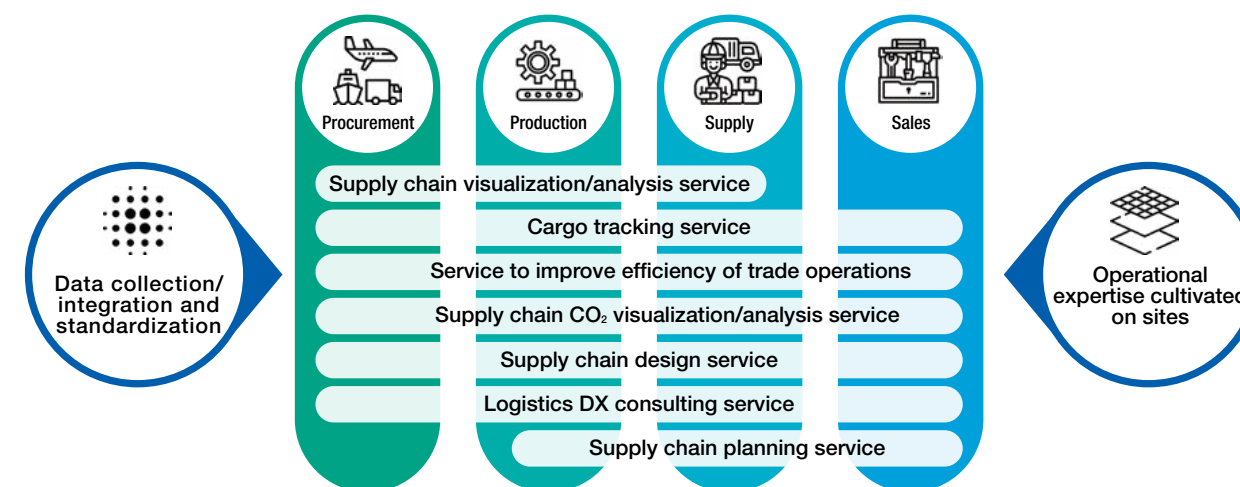 Procurement
Production
Supply
Sales
Supply chain visualization/analysis service
Cargo tracking service
Service to improve efficiency of trade operations
Supply chain CO₂ visualization/analysis service
Supply chain design service
Logistics DX consulting service
Supply chain planning service
Data collection/
integration and
standardization
Operational
expertise cultivated
on sites